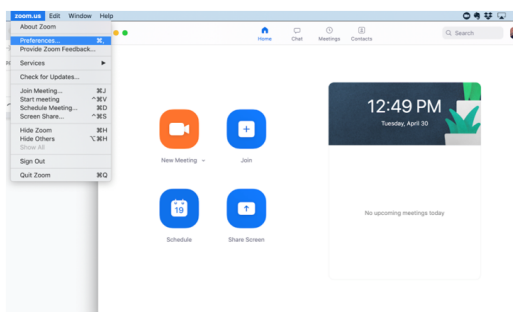 zoom.us Edit Window Help
About Zoom
Preferences... ⌘,
Provide Zoom Feedback...
Services
Check for Updates...
Join Meeting... ⌘J
Start meeting ^⌘V
Schedule Meeting... ⌘D
Screen Share... ^⌘S
Hide Zoom ⌘H
Hide Others ⌥⌘H
Show All
Sign Out
Quit Zoom ⌘Q
Home Chat Meetings Contacts
Search
12:49 PM
Tuesday, April 30
New Meeting Join
19
Schedule Share Screen
No upcoming meetings today